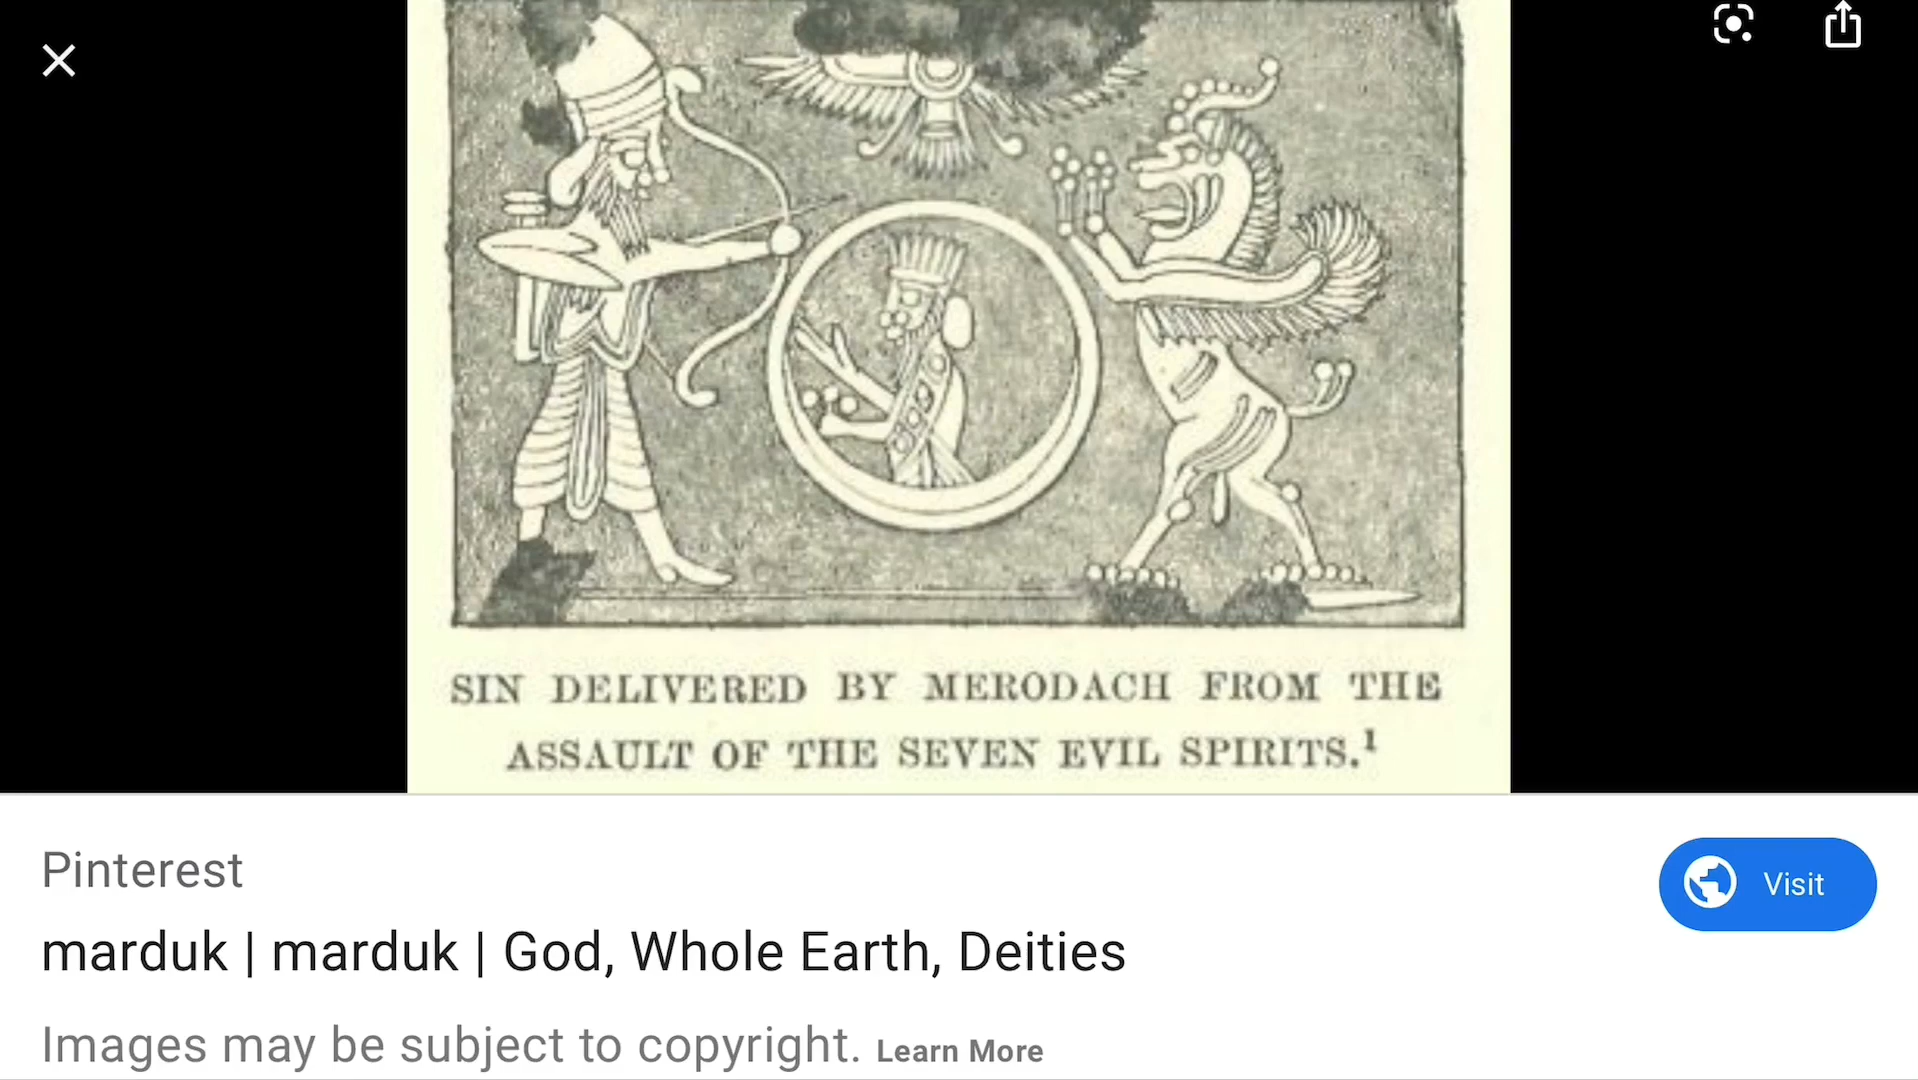 SIN DELIVERED BY MERODACH FROM THE
ASSAULT OF THE SEVEN EVIL SPIRITS.¹
Pinterest
Visit
marduk | marduk | God, Whole Earth, Deities
Images may be subject to copyright. Learn More